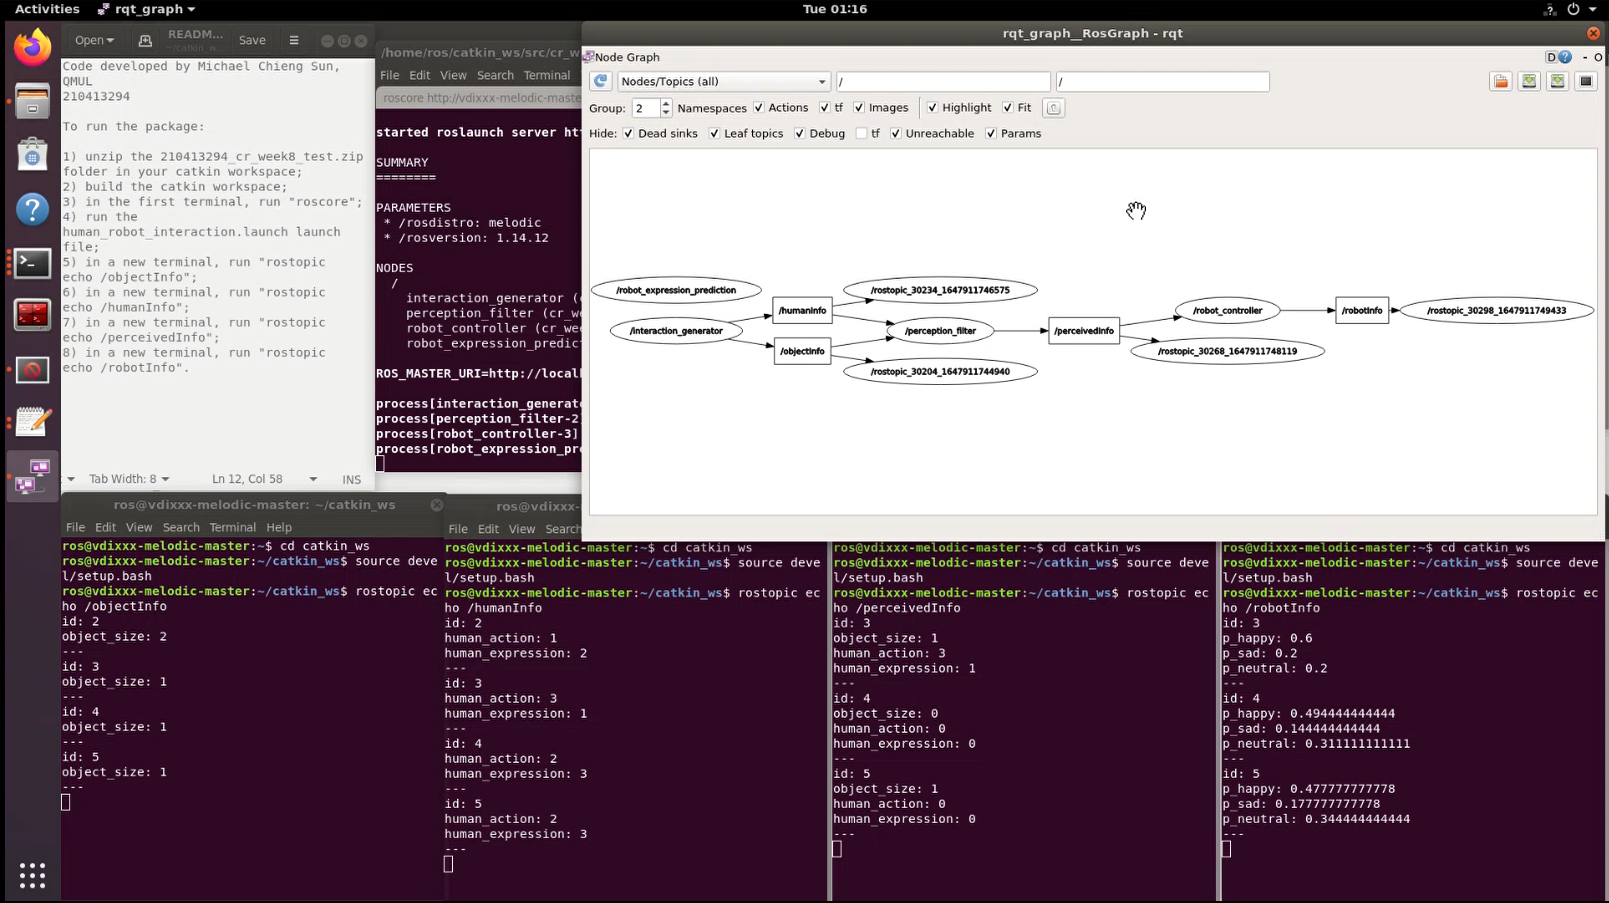 Activities
rqt_graph
Tue 01:16
Open
READM...
~/catkin_w...
Save
Code developed by Michael Chieng Sun,
QMUL
210413294
To run the package:
1) unzip the 210413294_cr_week8_test.zip
folder in your catkin workspace;
2) build the catkin workspace;
3) in the first terminal, run "roscore";
4) run the
human_robot_interaction.launch launch
file;
5) in a new terminal, run "rostopic
echo /objectInfo";
6) in a new terminal, run "rostopic
echo /humanInfo";
7) in a new terminal, run "rostopic
echo /perceivedInfo";
8) in a new terminal, run "rostopic
echo /robotInfo".
Tab Width: 8
Ln 12, Col 58
INS
/home/ros/catkin_ws/src/cr_w
File Edit View Search Terminal
roscore http://vdixxx-melodic-maste
started roslaunch server htt
SUMMARY
========
PARAMETERS
* /rosdistro: melodic
* /rosversion: 1.14.12
NODES
/
interaction_generator (c
perception_filter (cr_we
robot_controller (cr_wee
robot_expression_predict
ROS_MASTER_URI=http://local
process[interaction_generato
process[perception_filter-2]
process[robot_controller-3]
process[robot_expression_pre
rqt_graph__RosGraph - rqt
Node Graph
D
- O
Nodes/Topics (all)
/
/
Group: 2 Namespaces Actions tf Images Highlight Fit
Hide: Dead sinks Leaf topics Debug tf Unreachable Params
/robot_expression_prediction
/interaction_generator
/humanInfo
/objectInfo
/rostopic_30234_1647911746575
/perception_filter
/rostopic_30204_1647911744940
/perceivedInfo
/robot_controller
/rostopic_30268_1647911748119
/robotInfo
/rostopic_30298_1647911749433
ros@vdixxx-melodic-master: ~/catkin_ws
File Edit View Search Terminal Help
ros@vdixxx-melodic-master:~$ cd catkin_ws
ros@vdixxx-melodic-master:~/catkin_ws$ source deve
l/setup.bash
ros@vdixxx-melodic-master:~/catkin_ws$ rostopic ec
ho /objectInfo
id: 2
object_size: 2
---
id: 3
object_size: 1
---
id: 4
object_size: 1
---
id: 5
object_size: 1
---
ros@vdixxx-m
File Edit View Search
ros@vdixxx-melodic-master:~$ cd catkin_ws
ros@vdixxx-melodic-master:~/catkin_ws$ source deve
l/setup.bash
ros@vdixxx-melodic-master:~/catkin_ws$ rostopic ec
ho /humanInfo
id: 2
human_action: 1
human_expression: 2
---
id: 3
human_action: 3
human_expression: 1
---
id: 4
human_action: 2
human_expression: 3
---
id: 5
human_action: 2
human_expression: 3
---
ros@vdixxx-melodic-master:~$ cd catkin_ws
ros@vdixxx-melodic-master:~/catkin_ws$ source deve
l/setup.bash
ros@vdixxx-melodic-master:~/catkin_ws$ rostopic ec
ho /perceivedInfo
id: 3
object_size: 1
human_action: 3
human_expression: 1
---
id: 4
object_size: 0
human_action: 0
human_expression: 0
---
id: 5
object_size: 1
human_action: 0
human_expression: 0
---
ros@vdixxx-melodic-master:~$ cd catkin_ws
ros@vdixxx-melodic-master:~/catkin_ws$ source deve
l/setup.bash
ros@vdixxx-melodic-master:~/catkin_ws$ rostopic ec
ho /robotInfo
id: 3
p_happy: 0.6
p_sad: 0.2
p_neutral: 0.2
---
id: 4
p_happy: 0.494444444444
p_sad: 0.144444444444
p_neutral: 0.311111111111
---
id: 5
p_happy: 0.477777777778
p_sad: 0.177777777778
p_neutral: 0.344444444444
---